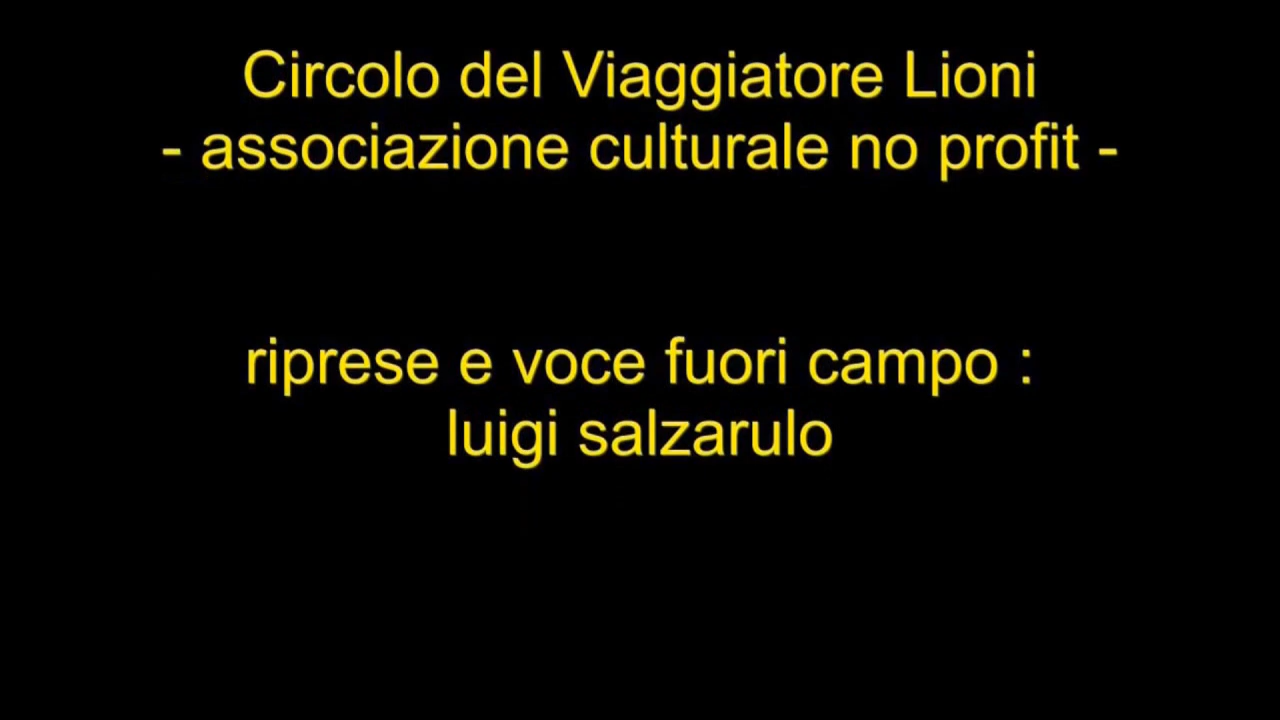 Circolo del Viaggiatore Lioni
- associazione culturale no profit -
riprese e voce fuori campo :
luigi salzarulo